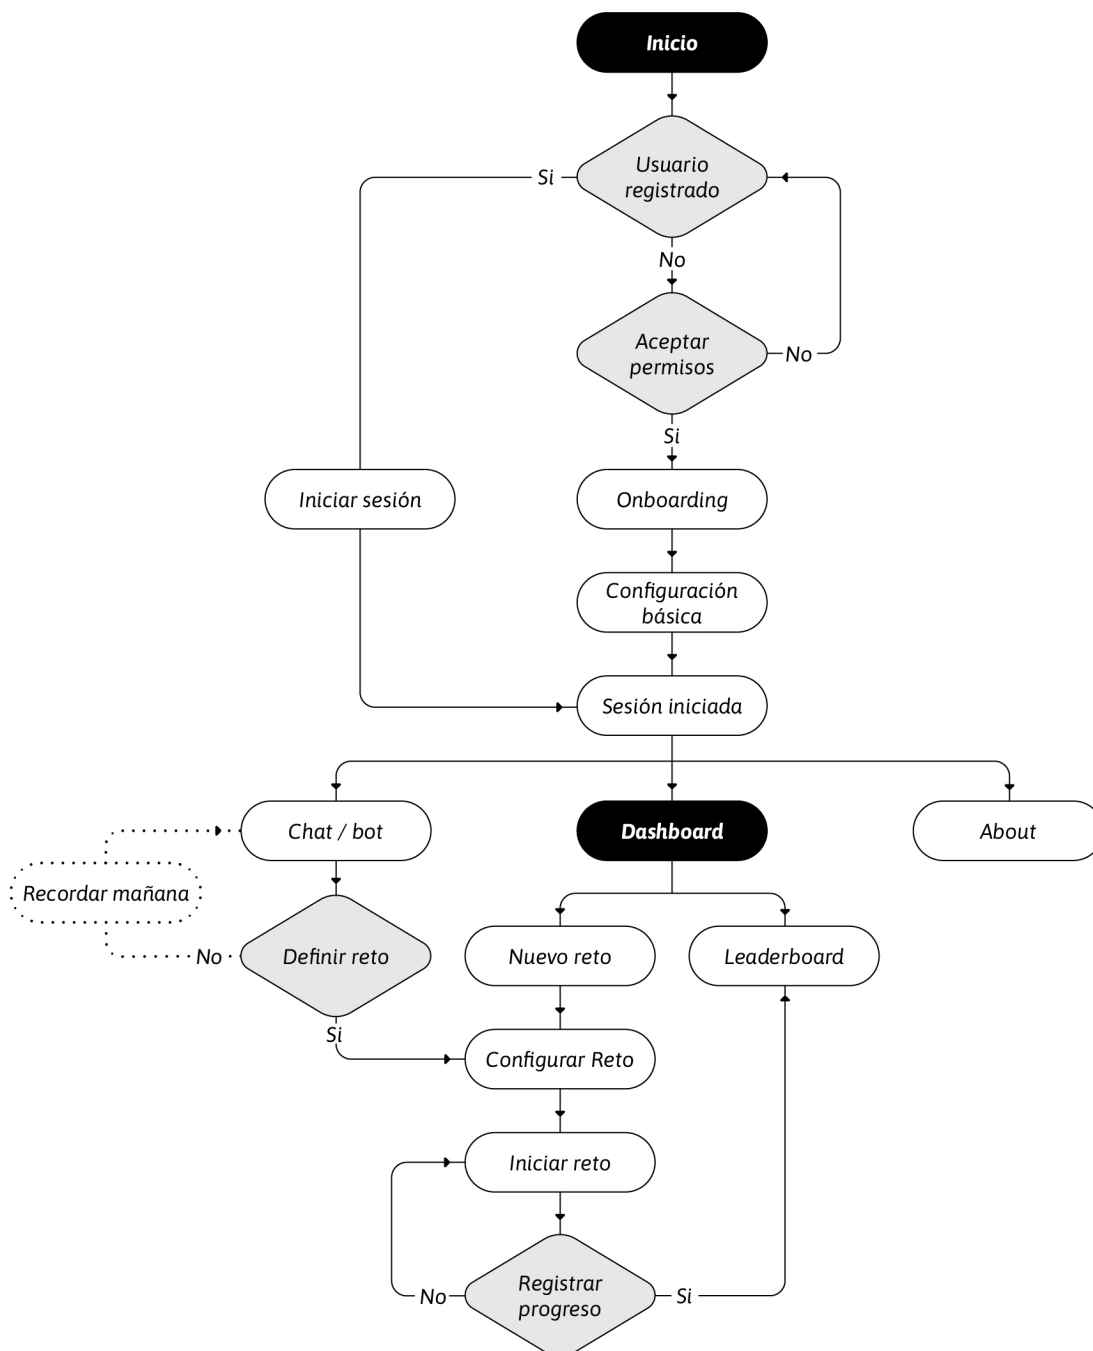 Inicio
Usuario
registrado
Si
No
Aceptar
permisos
No
Si
Iniciar sesión
Onboarding
Configuración
básica
Sesión iniciada
Chat / bot
Dashboard
About
Recordar mañana
No
Definir reto
Nuevo reto
Leaderboard
Si
Configurar Reto
Iniciar reto
Registrar
progreso
No
Si